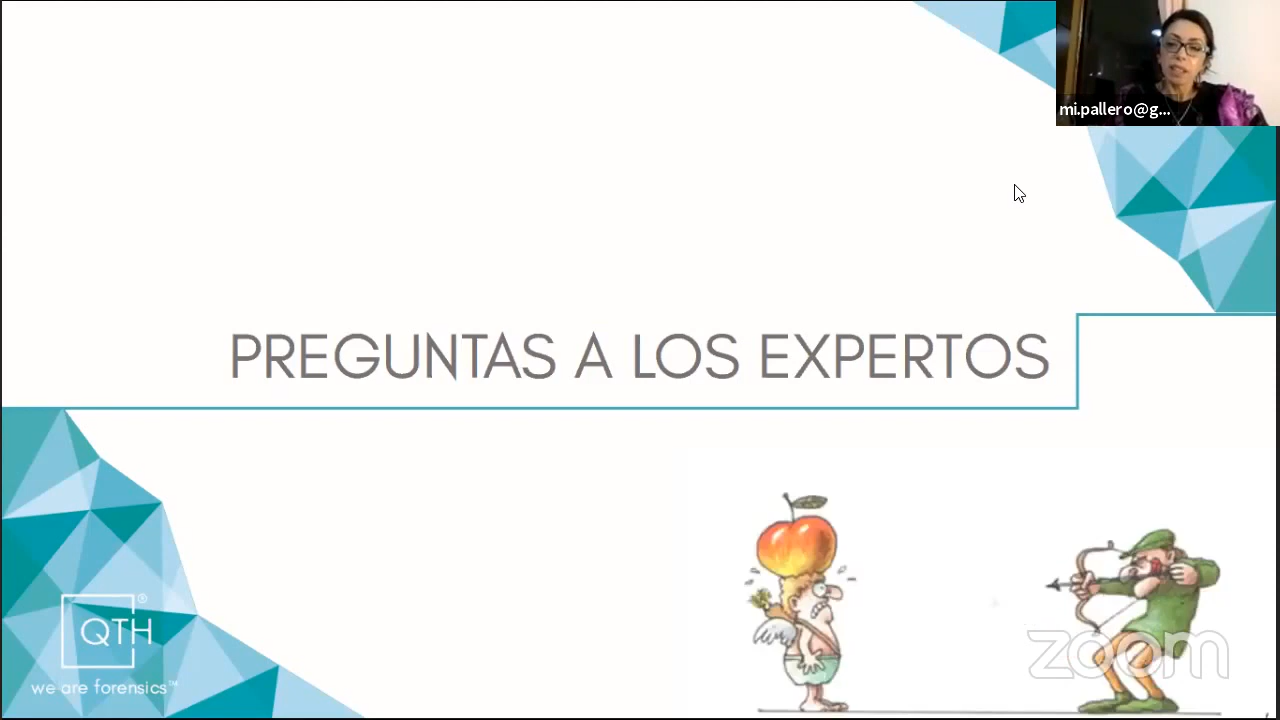 mi.pallero@g...
PREGUNTAS A LOS EXPERTOS
QTH®
we are forensics™
zoom